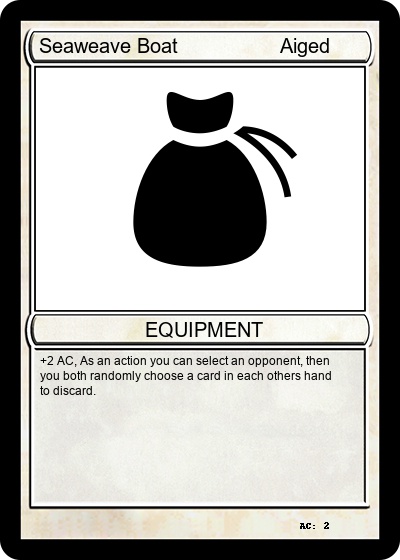 Seaweave Boat Aiged
EQUIPMENT
+2 AC, As an action you can select an opponent, then
you both randomly choose a card in each others hand
to discard.
AC: 2